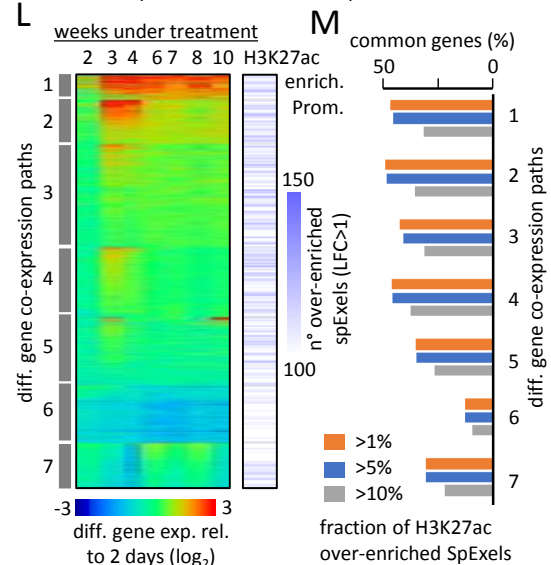 L
weeks under treatment
2 3 4 6 7 8 10 H3K27ac
enrich.
Prom.
diff. gene co-expression paths
1
2
3
4
5
6
7
150
n° over-enriched
spExels (LFC>1)
100
-3 3
diff. gene exp. rel.
to 2 days (log₂)
M
common genes (%)
50 0
1
2
3
4
5
6
7
diff. gene co-expression paths
>1%
>5%
>10%
fraction of H3K27ac
over-enriched SpExels